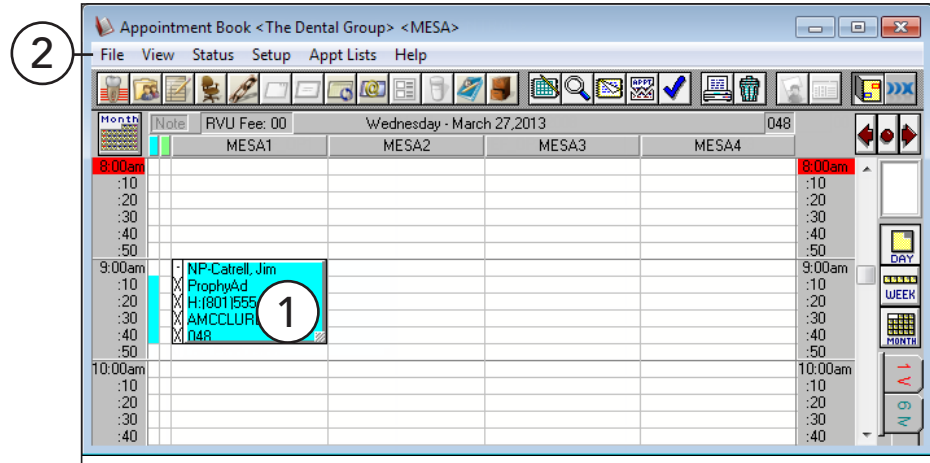 Appointment Book <The Dental Group> <MESA>
2
File View Status Setup Appt Lists Help
APPT
Month Note RVU Fee: 00 Wednesday - March 27,2013 048
MESA1 MESA2 MESA3 MESA4
8:00am 8:00am
:10 :10
:20 :20
:30 :30
:40 :40
:50 :50
DAY
9:00am - NP-Catrell, Jim 9:00am
:10 X ProphyAd :10
:20 X H:(801)555 :20
WEEK
:30 X 1 :30
:40 X 048 :40
MONTH
:50 :50
10:00am 10:00am
:10 :10
1 V
:20 :20
:30 :30
6 N
:40 :40